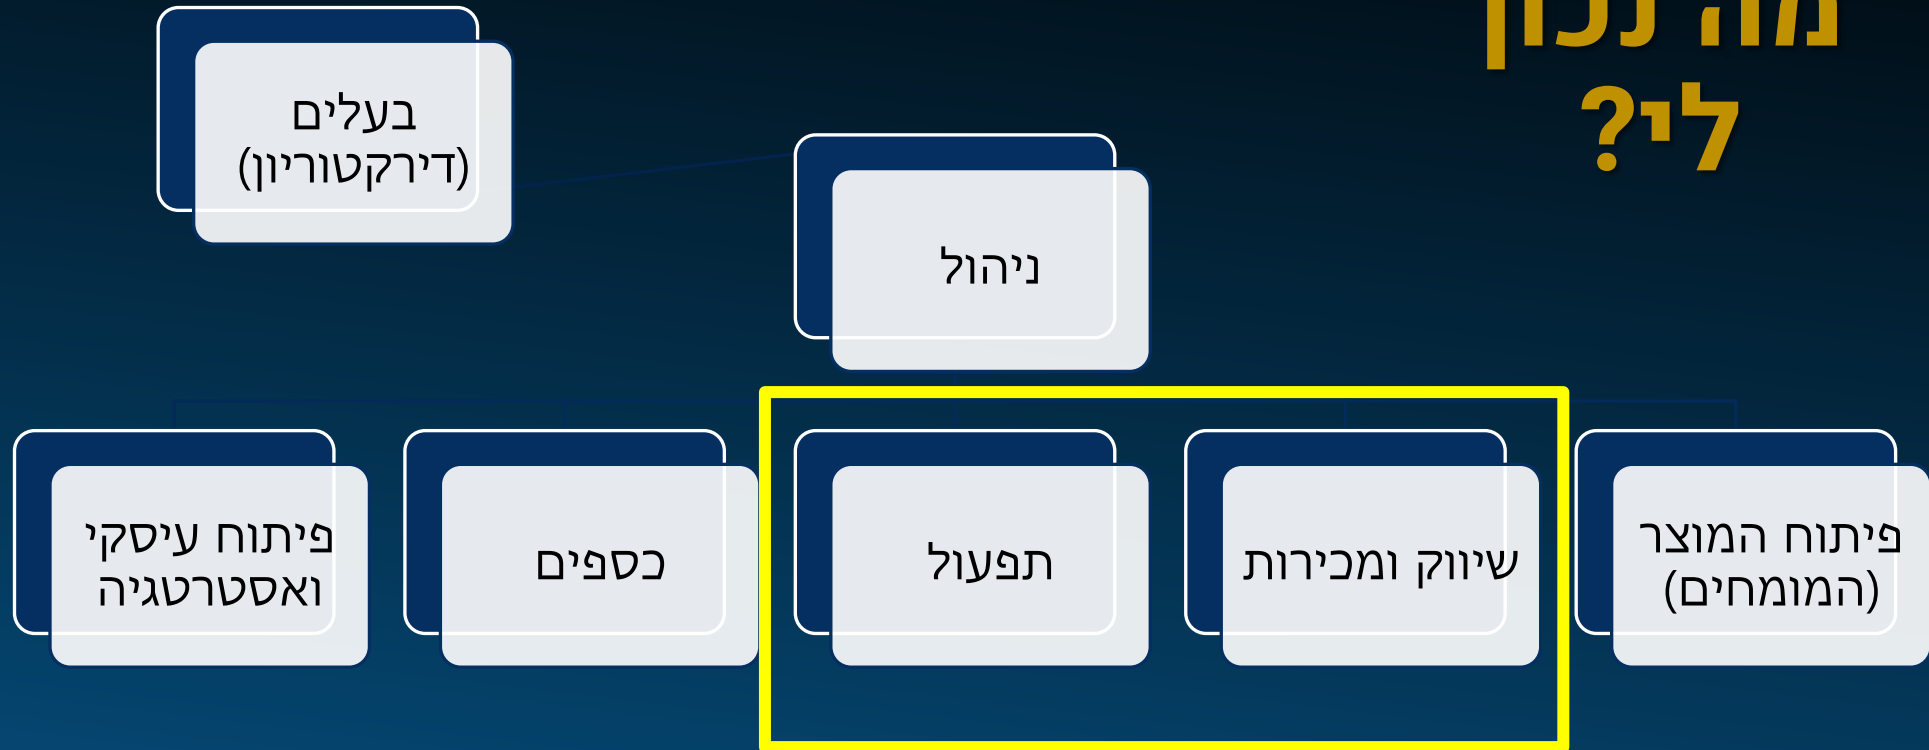 מה נכון
לי?
בעלים
(דירקטוריון)
ניהול
פיתוח המוצר
(המומחים)
שיווק ומכירות
תפעול
כספים
פיתוח עיסקי
ואסטרטגיה